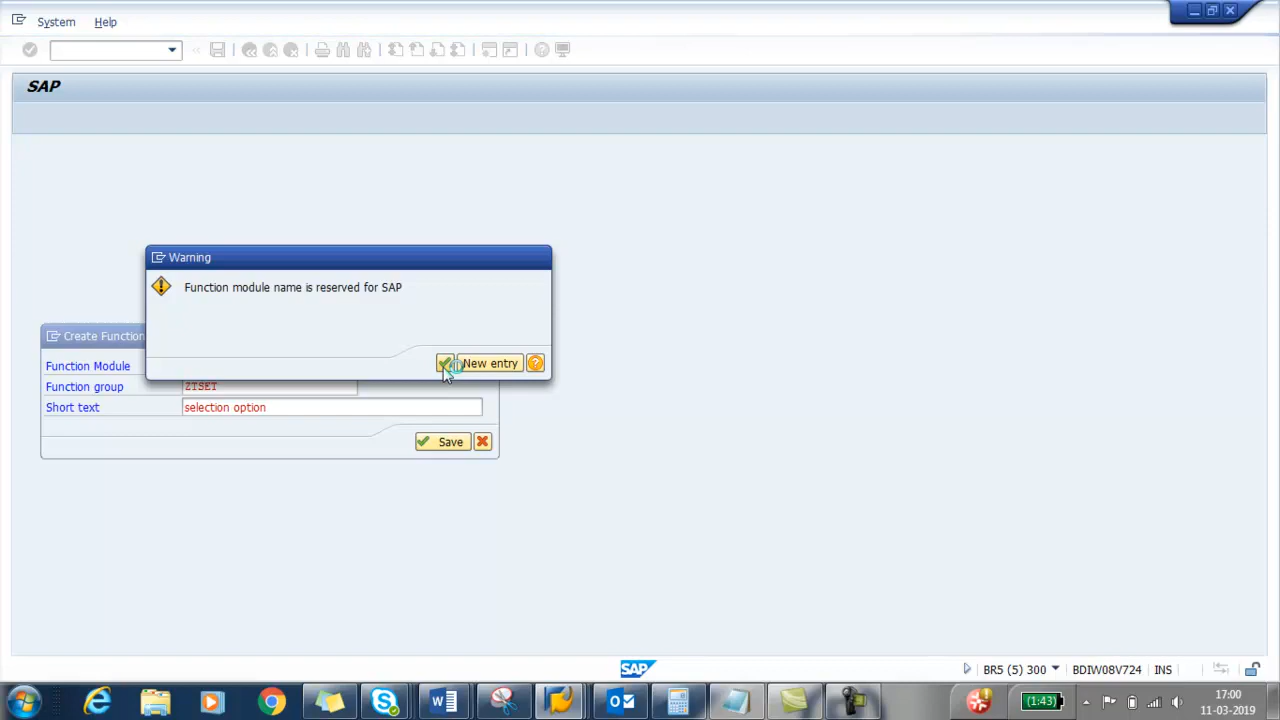 System Help
SAP
Warning
Function module name is reserved for SAP
New entry
Create Function
Function Module
Function group ZTSET
Short text selection option
Save
SAP
BR5 (5) 300 BDIW08V724 INS
(1:43)
17:00
11-03-2019